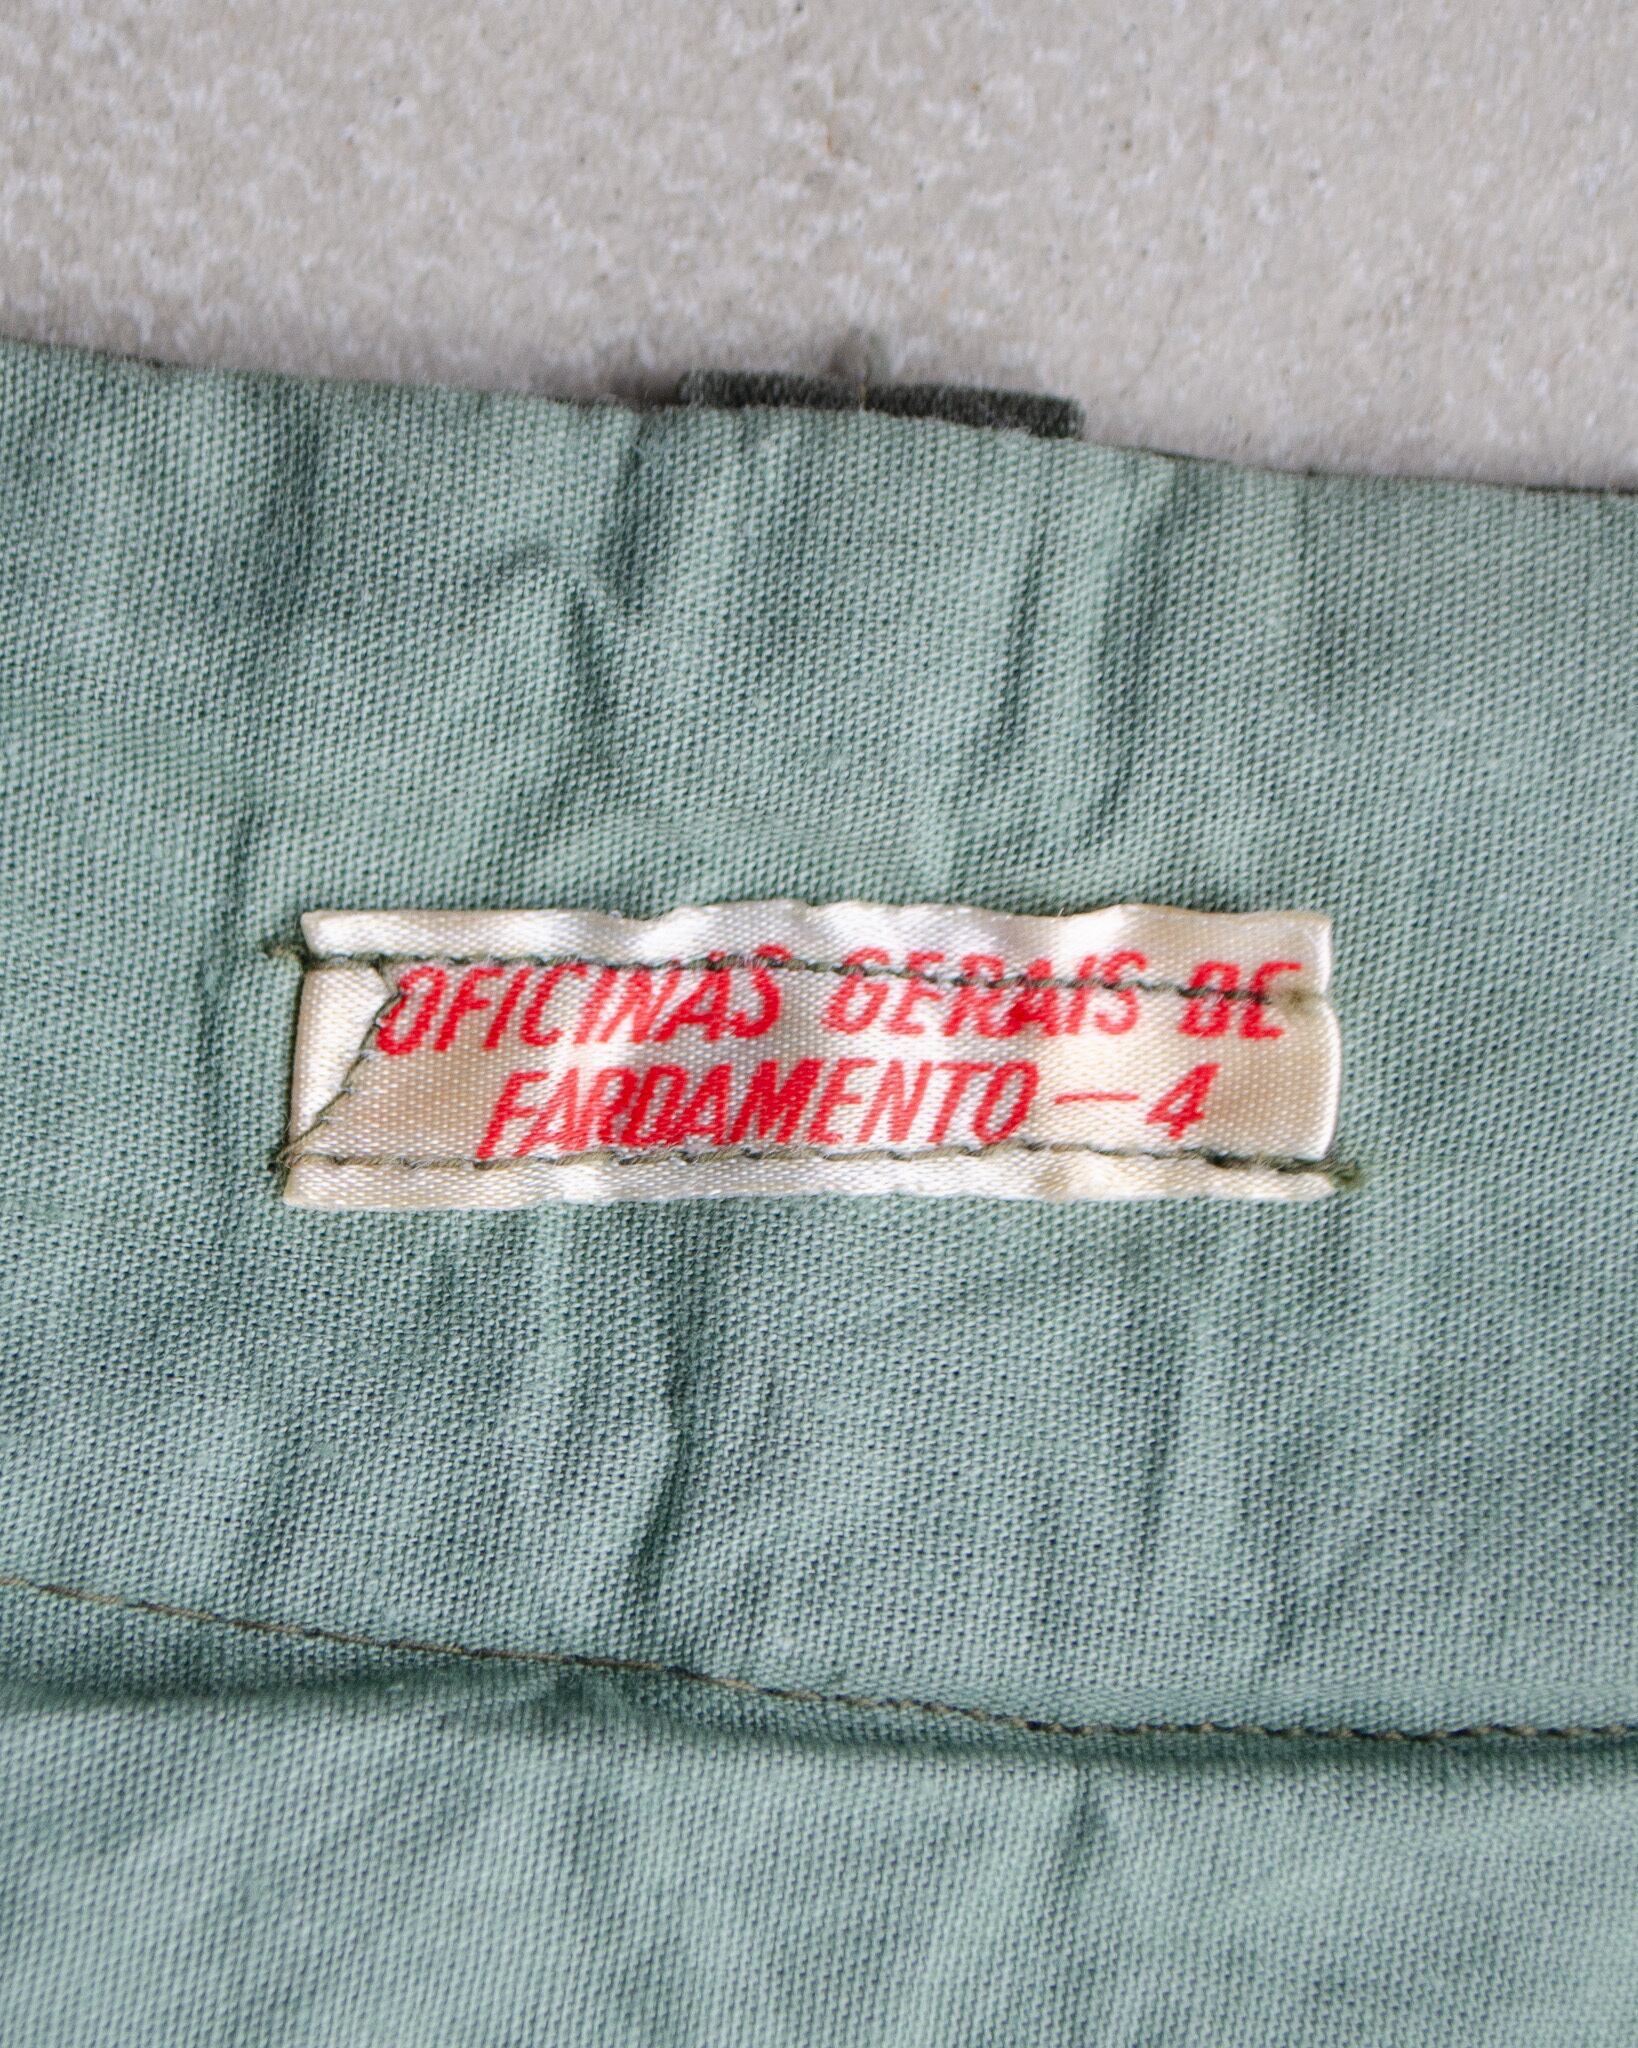 OFICINAS GERAIS DE
FARDAMENTO-4